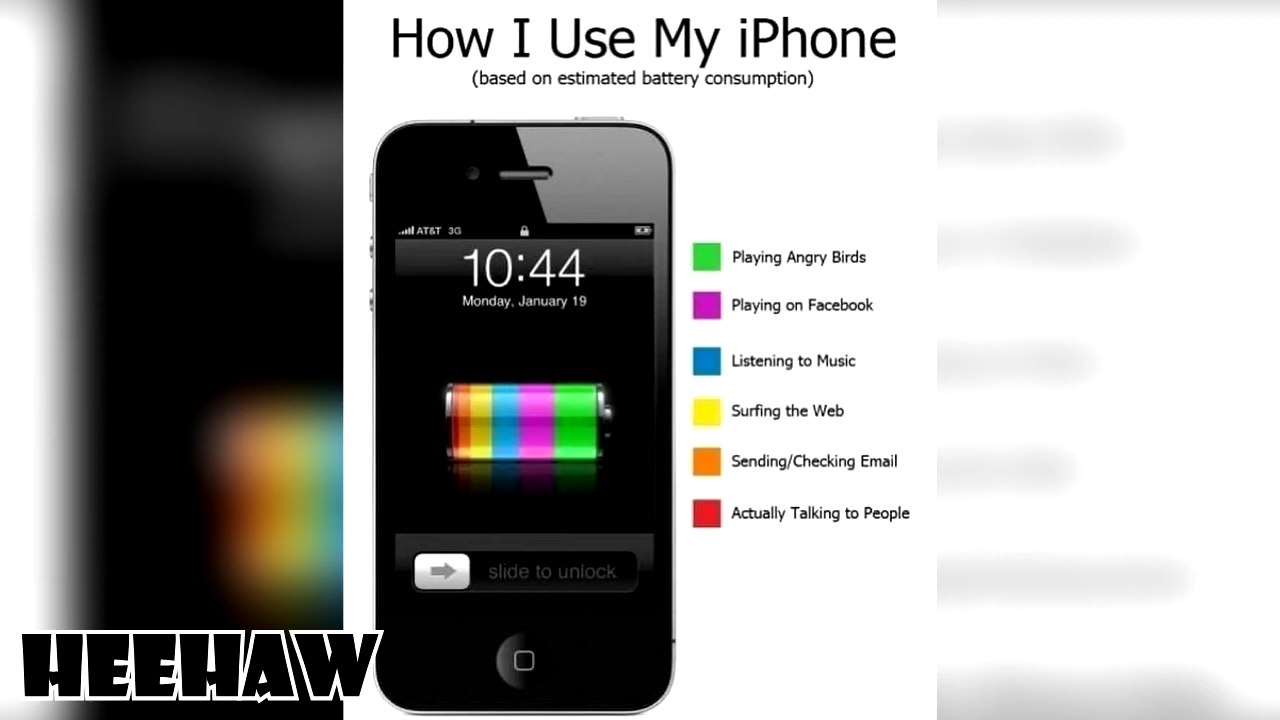 How I Use My iPhone
(based on estimated battery consumption)
AT&T 3G
10:44
Monday, January 19
Playing Angry Birds
Playing on Facebook
Listening to Music
Surfing the Web
Sending/Checking Email
Actually Talking to People
slide to unlock
HEEHAW